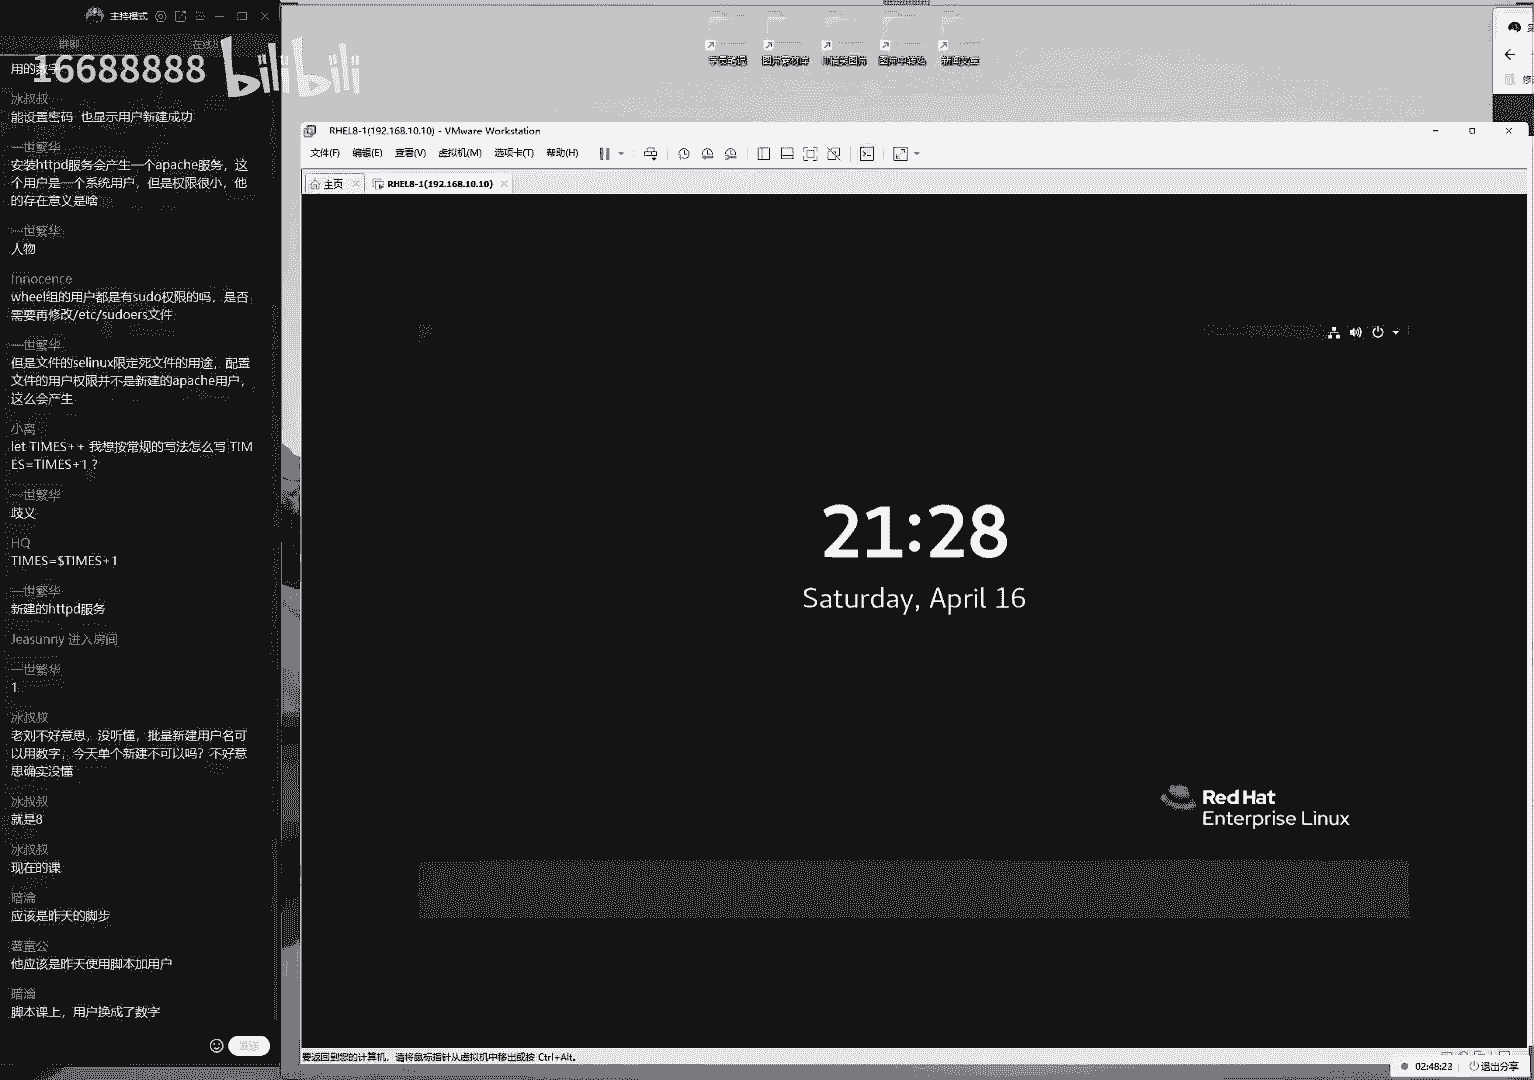 主持模式
群聊
用的数字
16688888
bilibili
冰叔叔
能设置密码 也显示用户新建成功
一世繁华
安装httpd服务会产生一个apache服务，这
个用户是一个系统用户，但是权限很小，他
的存在意义是啥
一世繁华
人物
Innocence
wheel组的用户都是有sudo权限的吗，是否
需要再修改/etc/sudoers文件
一世繁华
但是文件的selinux限定死文件的用途，配置
文件的用户权限并不是新建的apache用户，
这么会产生
小离
let TIMES++ 我想按常规的写法怎么写 TIM
ES=TIMES+1 ?
一世繁华
歧义
HQ
TIMES=$TIMES+1
一世繁华
新建的httpd服务
Jeasunny 进入房间
一世繁华
1
冰叔叔
老刘不好意思，没听懂，批量新建用户名可
以用数字，今天单个新建不可以吗？不好意
思确实没懂
冰叔叔
就是8
冰叔叔
现在的课
暗滴
应该是昨天的脚步
著童公
他应该是昨天使用脚本加用户
暗滴
脚本课上，用户换成了数字
发送
RHEL8-1(192.168.10.10) - VMware Workstation
文件(F) 编辑(E) 查看(V) 虚拟机(M) 选项卡(T) 帮助(H)
主页
RHEL8-1(192.168.10.10)
21:28
Saturday, April 16
Red Hat
Enterprise Linux
要返回到您的计算机，请将鼠标指针从虚拟机中移出或按 Ctrl+Alt。
02:48:23
退出分享